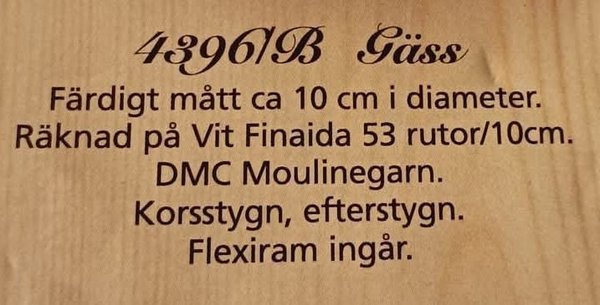 4396/B Gäss
Färdigt mått ca 10 cm i diameter.
Räknad på Vit Finaida 53 rutor/10cm.
DMC Moulinegarn.
Korsstygn, efterstygn.
Flexiram ingår.